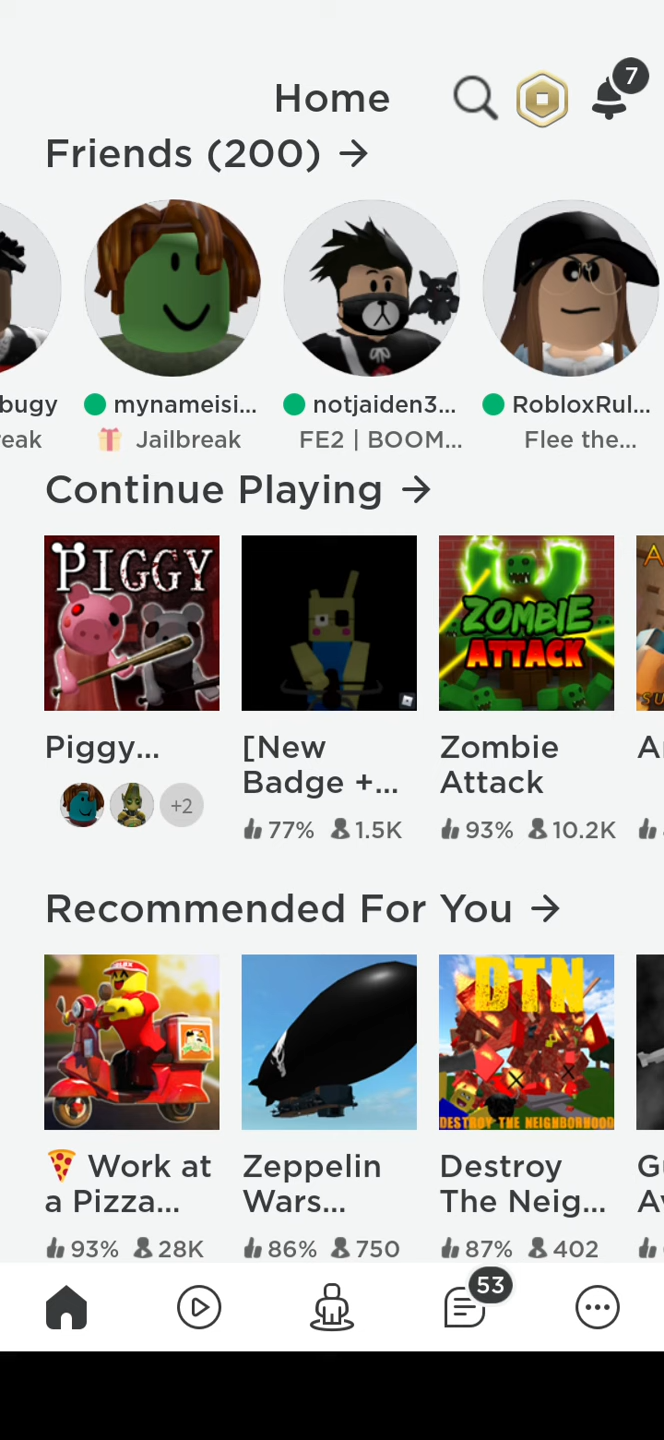 7
Home
Friends (200) →
bugy
mynameisi...
notjaiden3...
RobloxRul...
eak
🎁 Jailbreak
FE2 | BOOM...
Flee the...
Continue Playing →
PIGGY
ZOMBIE
ATTACK
A
SU
Piggy...
[New
Badge +...
Zombie
Attack
A
+2
77% 1.5K
93% 10.2K
Recommended For You →
DTN
DESTROY THE NEIGHBORHOOD
🍕 Work at
a Pizza...
Zeppelin
Wars...
Destroy
The Neig...
G
A
93% 28K
86% 750
87% 402
53